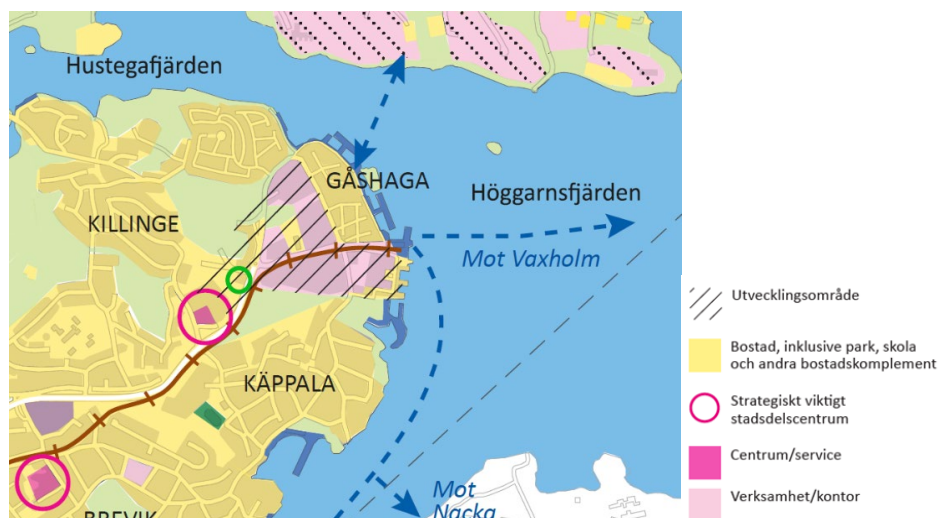 Hustegafjärden
GÅSHAGA
Höggarnsfjärden
KILLINGE
Mot Vaxholm
KÄPPALA
Mot
Nacka
BREVIK
Utvecklingsområde
Bostad, inklusive park, skola
och andra bostadskomplement
Strategiskt viktigt
stadsdelscentrum
Centrum/service
Verksamhet/kontor